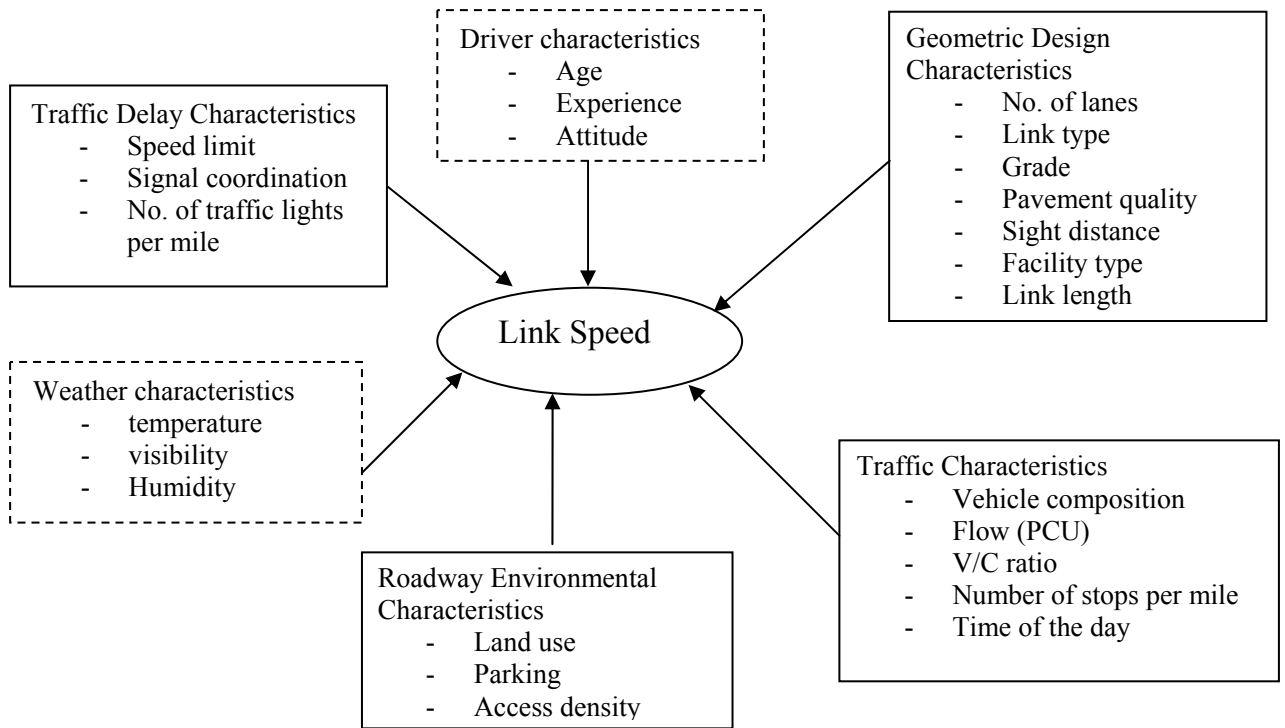 Driver characteristics
- Age
- Experience
- Attitude
Geometric Design
Characteristics
- No. of lanes
- Link type
- Grade
- Pavement quality
- Sight distance
- Facility type
- Link length
Traffic Delay Characteristics
- Speed limit
- Signal coordination
- No. of traffic lights
per mile
Link Speed
Weather characteristics
- temperature
- visibility
- Humidity
Roadway Environmental
Characteristics
- Land use
- Parking
- Access density
Traffic Characteristics
- Vehicle composition
- Flow (PCU)
- V/C ratio
- Number of stops per mile
- Time of the day